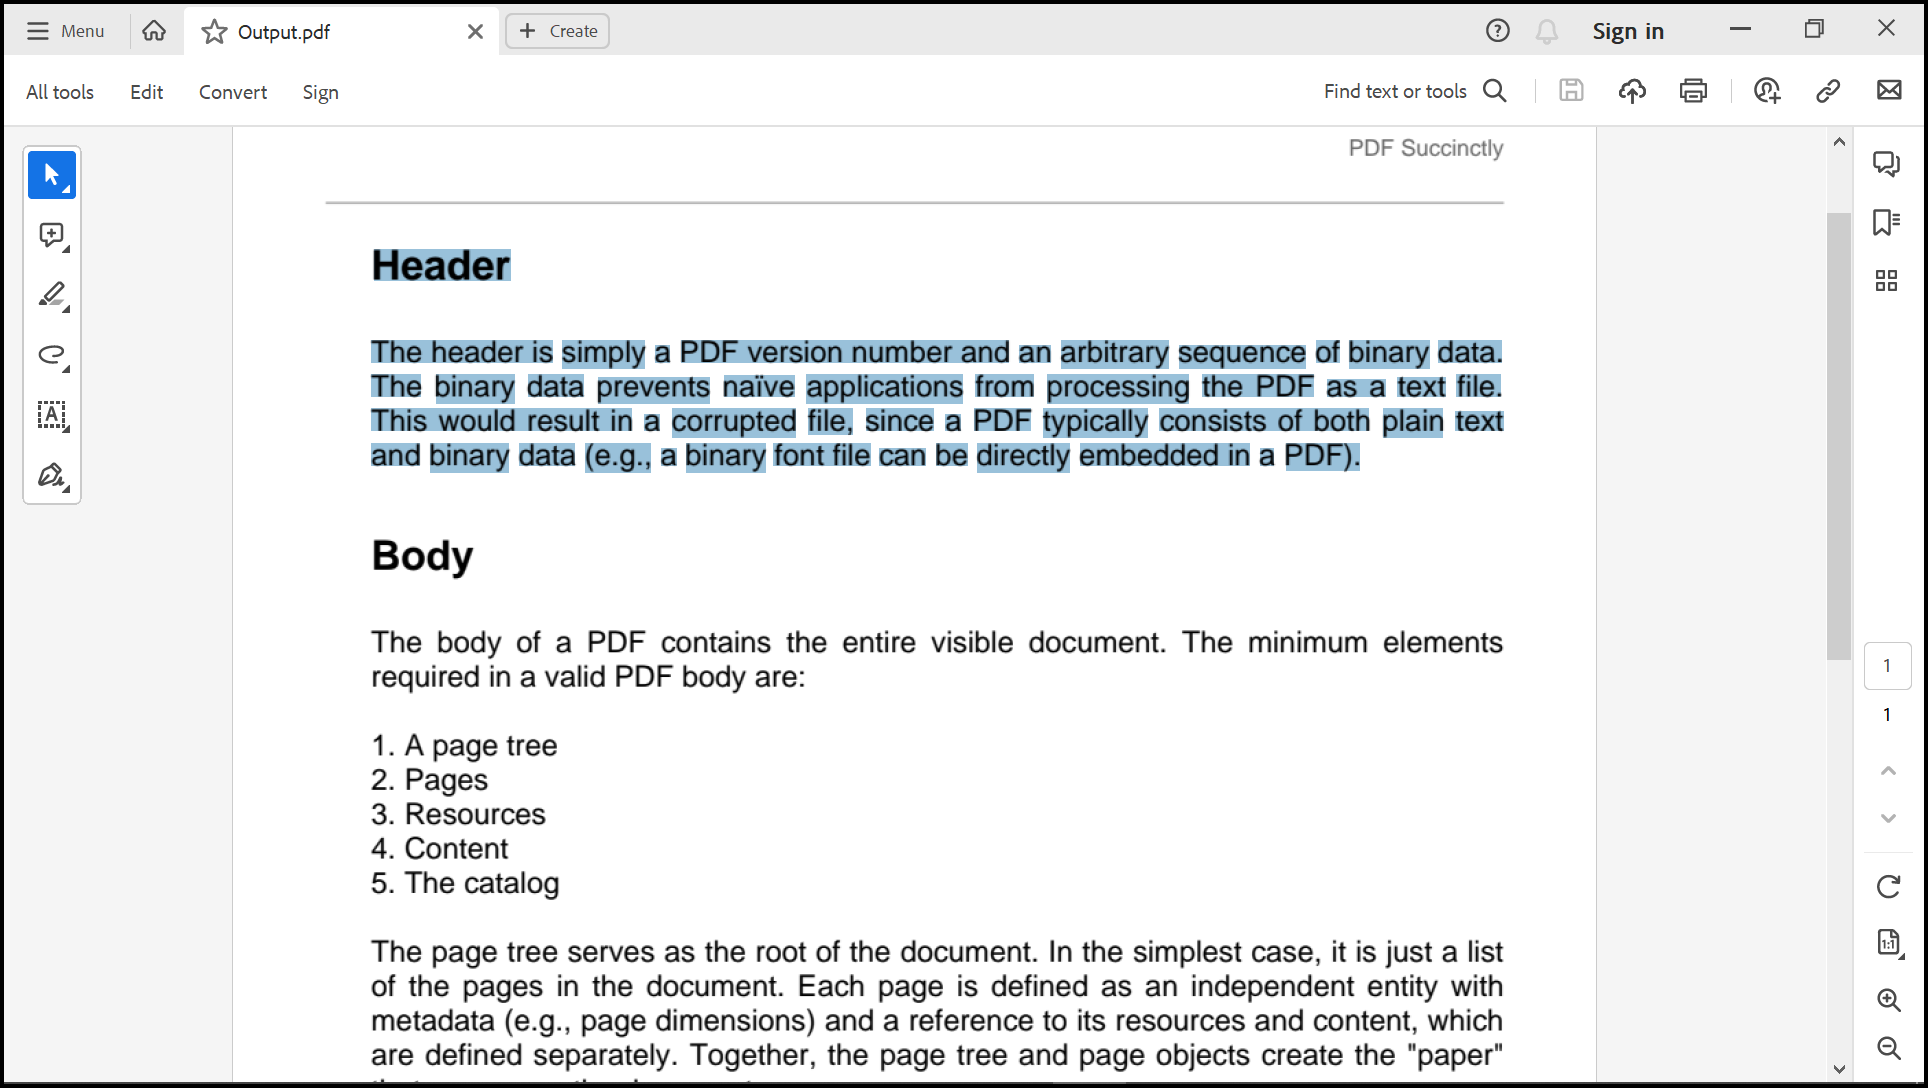 Menu
Output.pdf
Create
Sign in
All tools
Edit
Convert
Sign
Find text or tools
PDF Succinctly
Header
The header is simply a PDF version number and an arbitrary sequence of binary data.
The binary data prevents naïve applications from processing the PDF as a text file.
This would result in a corrupted file, since a PDF typically consists of both plain text
and binary data (e.g., a binary font file can be directly embedded in a PDF).
Body
The body of a PDF contains the entire visible document. The minimum elements
required in a valid PDF body are:
1. A page tree
2. Pages
3. Resources
4. Content
5. The catalog
The page tree serves as the root of the document. In the simplest case, it is just a list
of the pages in the document. Each page is defined as an independent entity with
metadata (e.g., page dimensions) and a reference to its resources and content, which
are defined separately. Together, the page tree and page objects create the "paper"
1
1